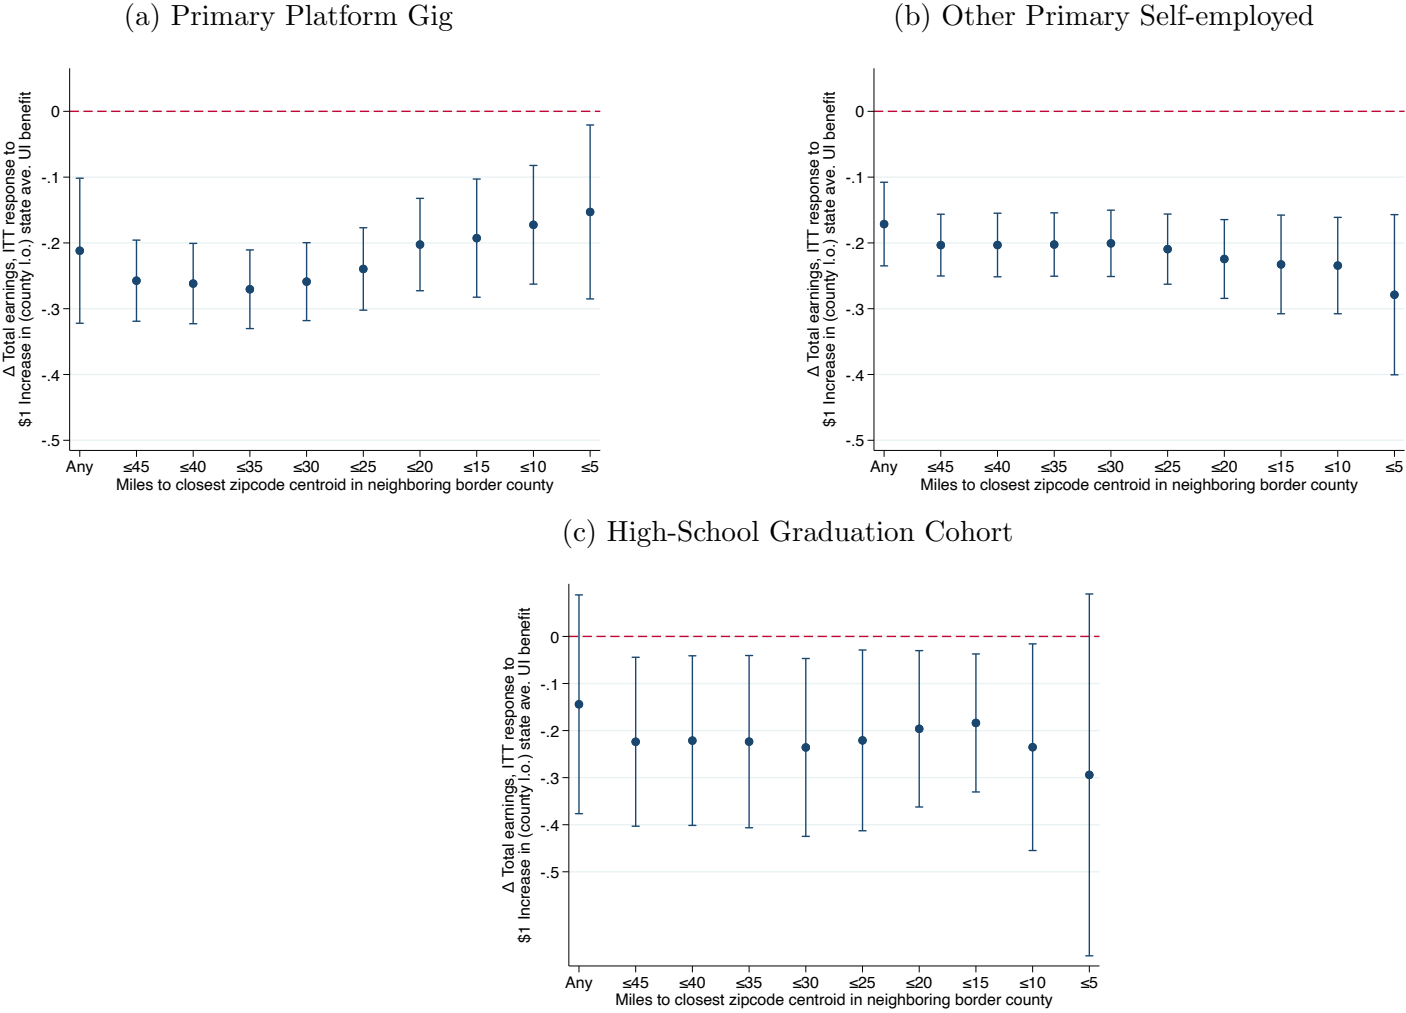 (a) Primary Platform Gig
Δ Total earnings, ITT response to
$1 Increase in (county l.o.) state ave. UI benefit
0
-.1
-.2
-.3
-.4
-.5
Any ≤45 ≤40 ≤35 ≤30 ≤25 ≤20 ≤15 ≤10 ≤5
Miles to closest zipcode centroid in neighboring border county
(b) Other Primary Self-employed
Δ Total earnings, ITT response to
$1 Increase in (county l.o.) state ave. UI benefit
0
-.1
-.2
-.3
-.4
-.5
Any ≤45 ≤40 ≤35 ≤30 ≤25 ≤20 ≤15 ≤10 ≤5
Miles to closest zipcode centroid in neighboring border county
(c) High-School Graduation Cohort
Δ Total earnings, ITT response to
$1 Increase in (county l.o.) state ave. UI benefit
0
-.1
-.2
-.3
-.4
-.5
Any ≤45 ≤40 ≤35 ≤30 ≤25 ≤20 ≤15 ≤10 ≤5
Miles to closest zipcode centroid in neighboring border county